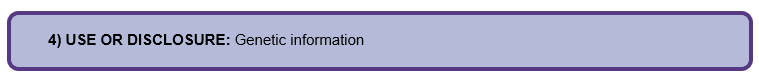 4) USE OR DISCLOSURE: Genetic information